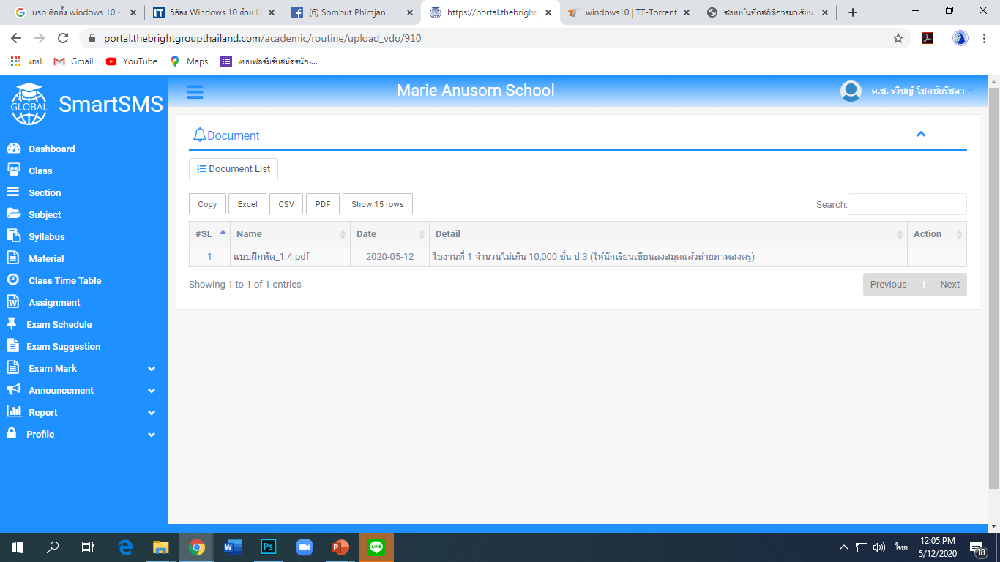 usb ติดตั้ง windows 10 -
วิธีลง Windows 10 ด้วย U
(6) Sombut Phimjan
https://portal.thebright
windows10 | TT-Torrent
ระบบบันทึกสถิติการมาเรียน
portal.thebrightgroupthailand.com/academic/routine/upload_vdo/910
แอป
Gmail
YouTube
Maps
แบบฟอร์มรับสมัครนักเ...
GLOBAL
SmartSMS
Marie Anusorn School
ด.ช. รวิชญ์ โชคชัยรัชดา
Dashboard
Class
Section
Subject
Syllabus
Material
Class Time Table
Assignment
Exam Schedule
Exam Suggestion
Exam Mark
Announcement
Report
Profile
Document
Document List
Copy
Excel
CSV
PDF
Show 15 rows
Search:
#SL Name Date Detail Action
1 แบบฝึกหัด_1.4.pdf 2020-05-12 ใบงานที่ 1 จำนวนไม่เกิน 10,000 ชั้น ป.3 (ให้นักเรียนเขียนลงสมุดแล้วถ่ายภาพส่งครู)
Showing 1 to 1 of 1 entries
Previous 1 Next
ไทย
12:05 PM
5/12/2020
18